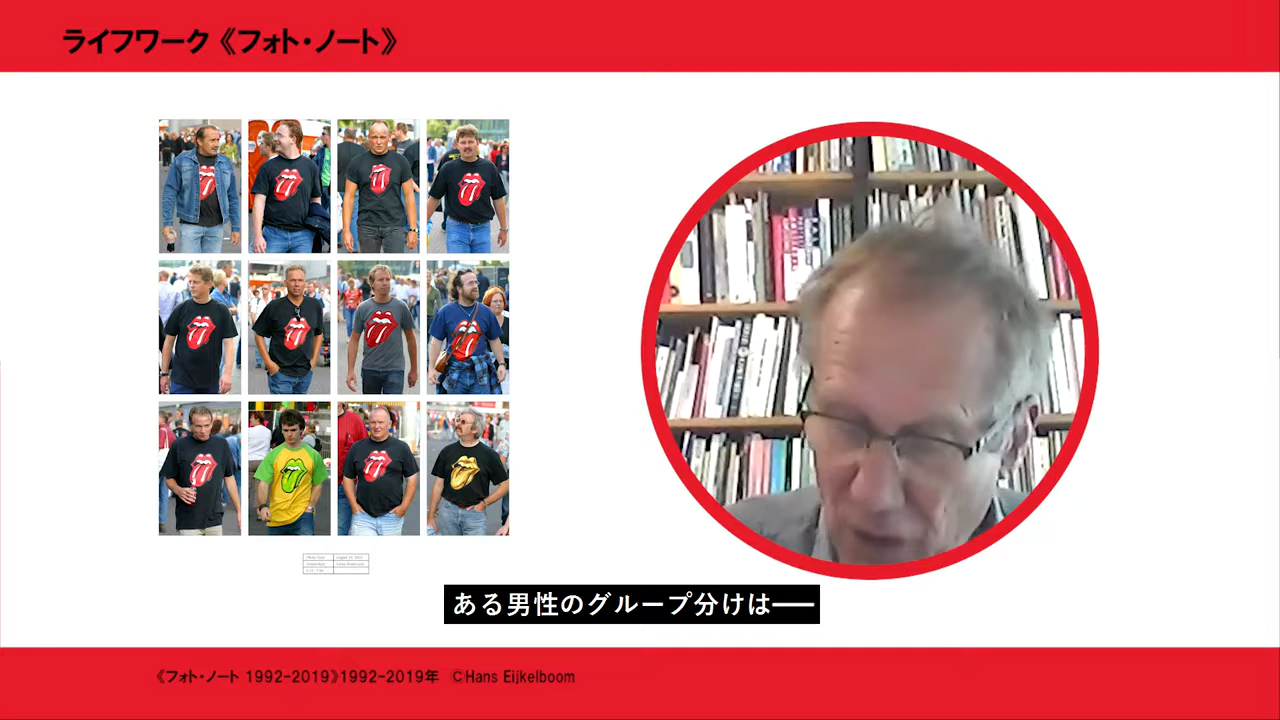 ライフワーク《フォト・ノート》
ある男性のグループ分けは――
《フォト・ノート 1992-2019》1992-2019年 ©Hans Eijkelboom